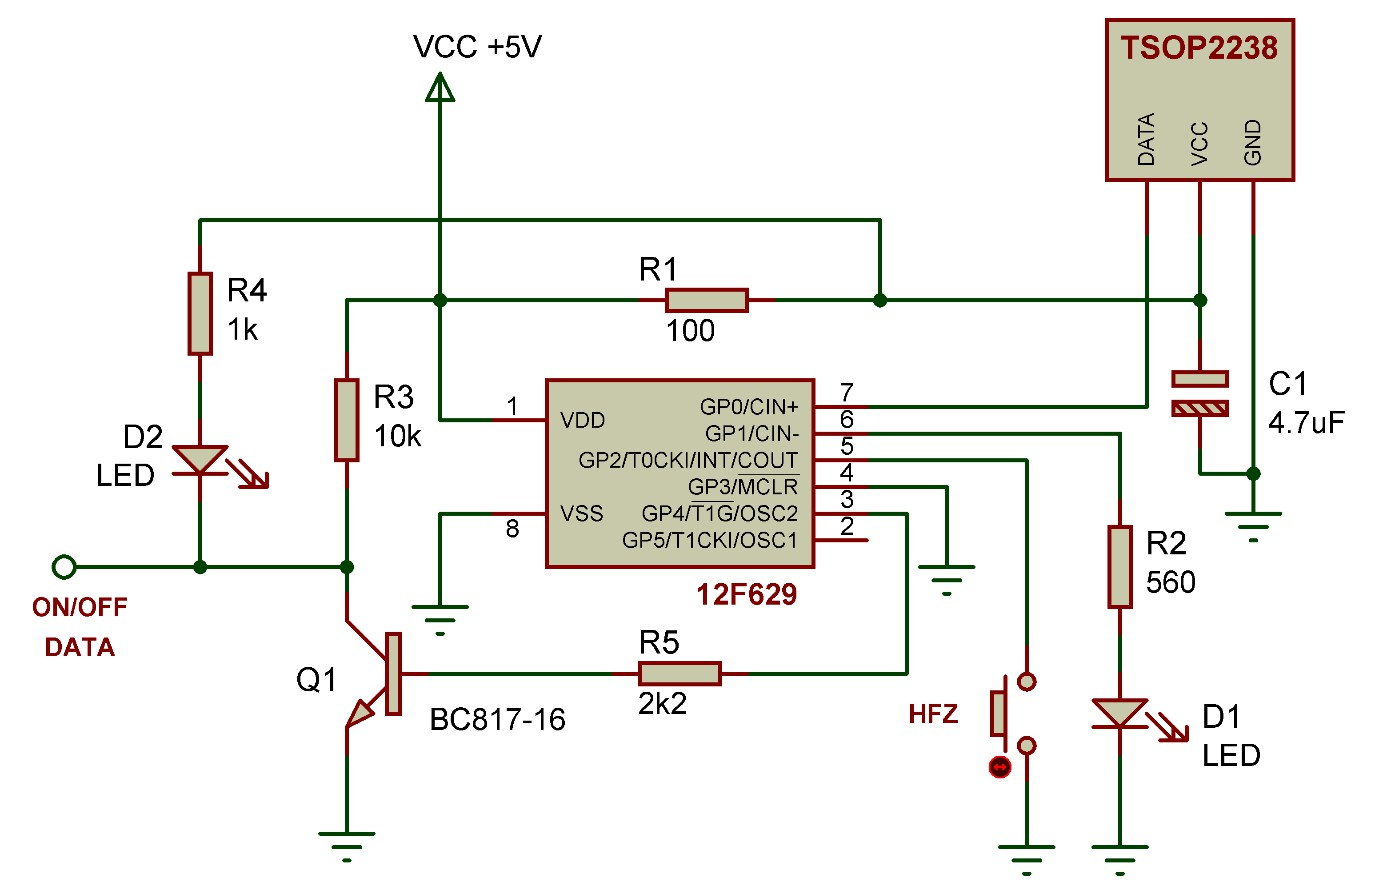 VCC +5V
TSOP2238
DATA
VCC
GND
R1
100
R4
1k
R3
10k
C1
4.7uF
D2
LED
1
VDD
8
VSS
GP0/CIN+
7
GP1/CIN-
6
GP2/T0CKI/INT/COUT
5
GP3/MCLR
4
GP4/T1G/OSC2
3
GP5/T1CKI/OSC1
2
12F629
R2
560
ON/OFF
DATA
R5
2k2
Q1
BC817-16
HFZ
D1
LED